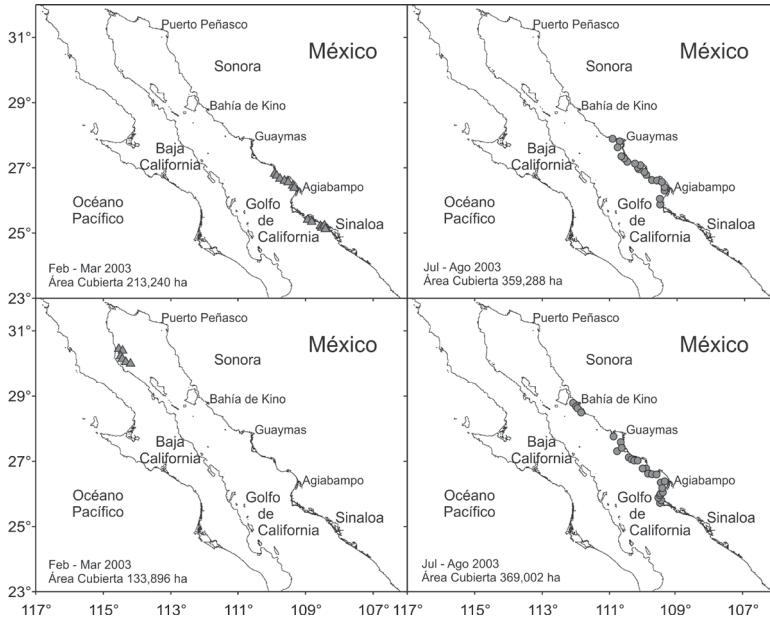 31°
29°
27°
25°
23°
Puerto Peñasco
México
Sonora
Bahía de Kino
Guaymas
Baja
California
Agiabampo
Océano
Pacífico
Golfo
de
California
Sinaloa
Feb - Mar 2003
Área Cubierta 213,240 ha
Puerto Peñasco
México
Sonora
Bahía de Kino
Guaymas
Baja
California
Agiabampo
Océano
Pacífico
Golfo
de
California
Sinaloa
Jul - Ago 2003
Área Cubierta 359,288 ha
31°
29°
27°
25°
23°
Puerto Peñasco
México
Sonora
Bahía de Kino
Guaymas
Baja
California
Agiabampo
Océano
Pacífico
Golfo
de
California
Sinaloa
Feb - Mar 2003
Área Cubierta 133,896 ha
Puerto Peñasco
México
Sonora
Bahía de Kino
Guaymas
Baja
California
Agiabampo
Océano
Pacífico
Golfo
de
California
Sinaloa
Jul - Ago 2003
Área Cubierta 369,002 ha
117° 115° 113° 111° 109° 107° 117° 115° 113° 111° 109° 107°